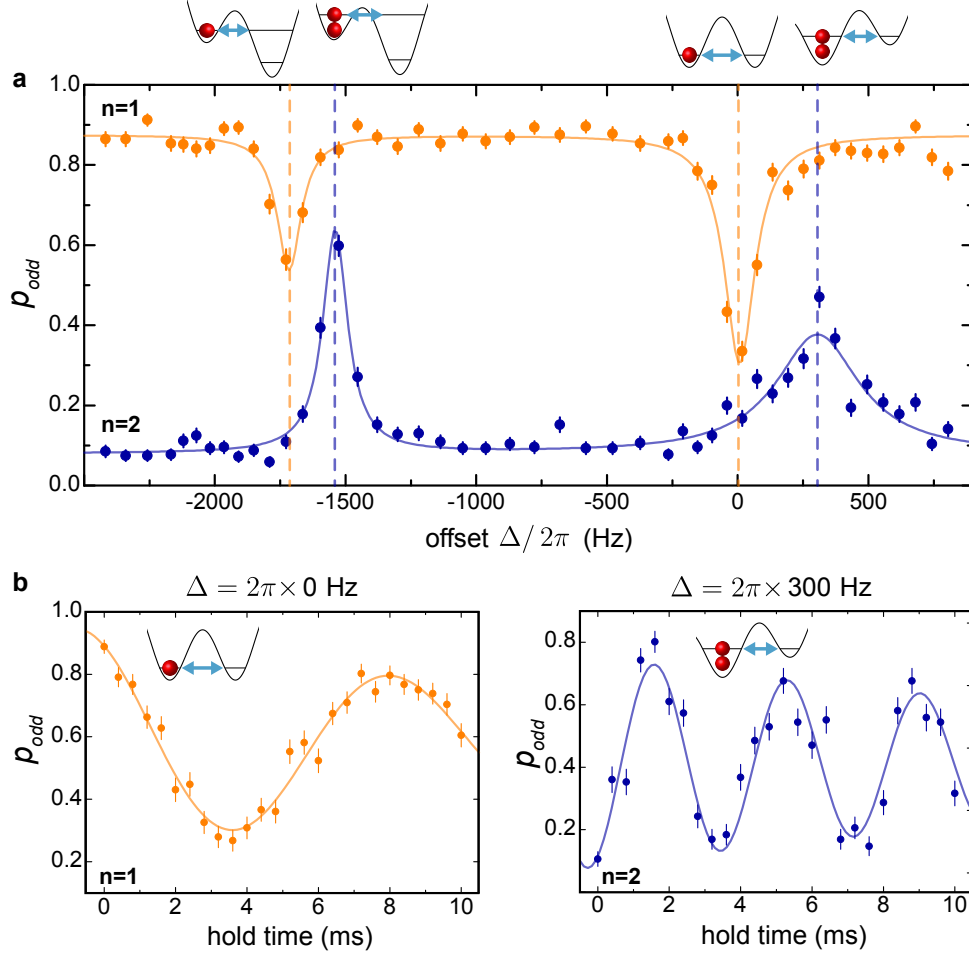 a
n=1
n=2
p_odd
1.0
0.8
0.6
0.4
0.2
0.0
-2000
-1500
-1000
-500
0
500
offset Δ/2π (Hz)
b
Δ = 2π × 0 Hz
p_odd
1.0
0.8
0.6
0.4
0.2
n=1
0
2
4
6
8
10
hold time (ms)
Δ = 2π × 300 Hz
p_odd
0.8
0.6
0.4
0.2
n=2
0
2
4
6
8
10
hold time (ms)